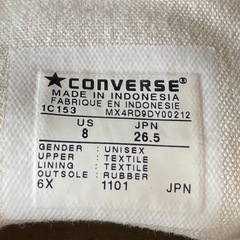 ★CONVERSE®
MADE IN INDONESIA
FABRIQUE EN INDONESIE
1C153 MX4RD9DY00212
US JPN
8 26.5
GENDER : UNISEX
UPPER : TEXTILE
LINING : TEXTILE
OUTSOLE : RUBBER
6X 1101 JPN